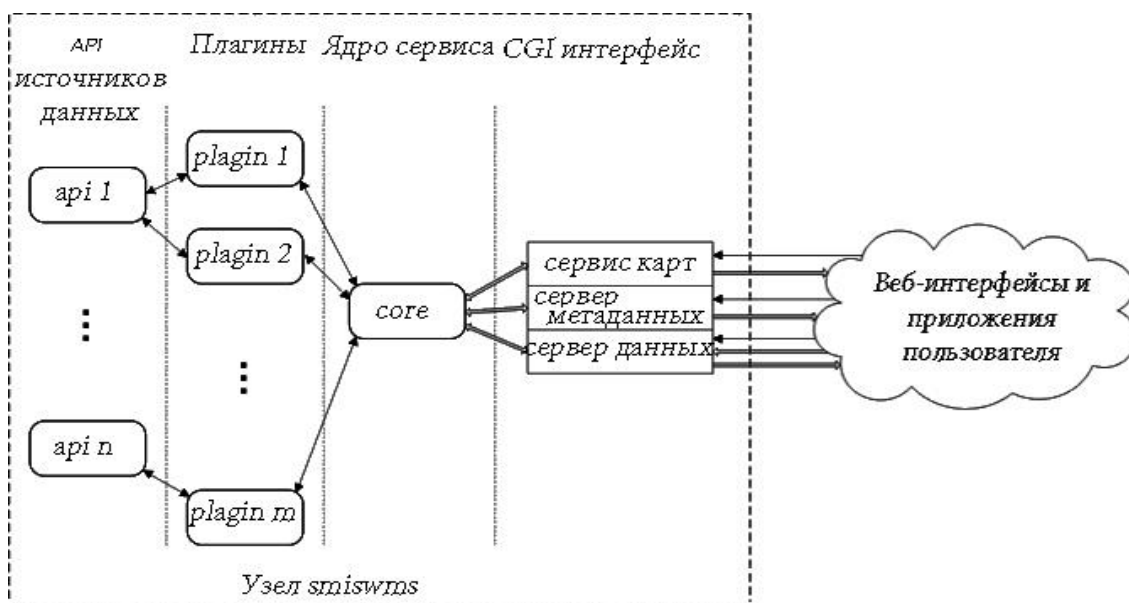 API
источников
данных
Плагины
Ядро сервиса
CGI интерфейс
plagin 1
api 1
plagin 2
core
сервис карт
сервер
метаданных
сервер данных
Веб-интерфейсы и
приложения
пользователя
api n
plagin m
Узел smiswms